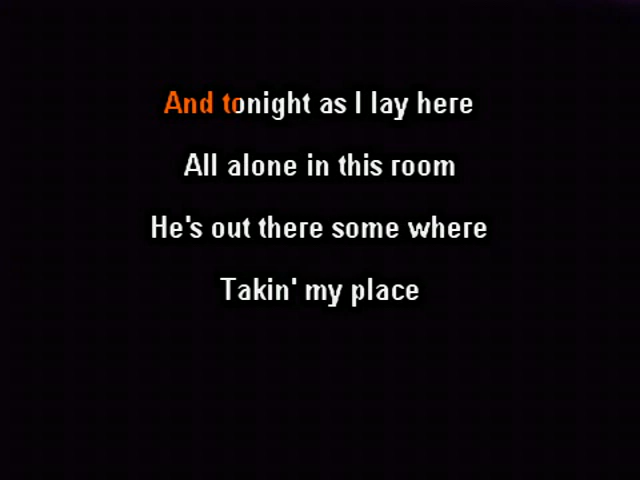 And tonight as I lay here
All alone in this room
He's out there some where
Takin' my place